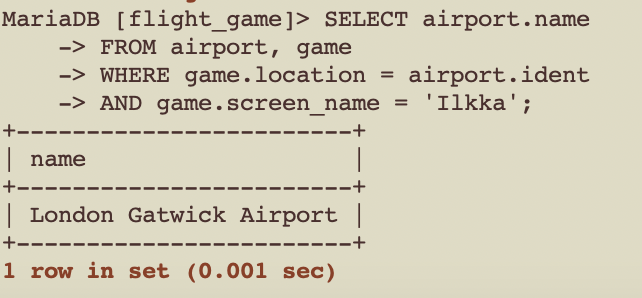 MariaDB [flight_game]> SELECT airport.name
    -> FROM airport, game
    -> WHERE game.location = airport.ident
    -> AND game.screen_name = 'Ilkka';
+------------------------+
| name                   |
+------------------------+
| London Gatwick Airport |
+------------------------+
1 row in set (0.001 sec)